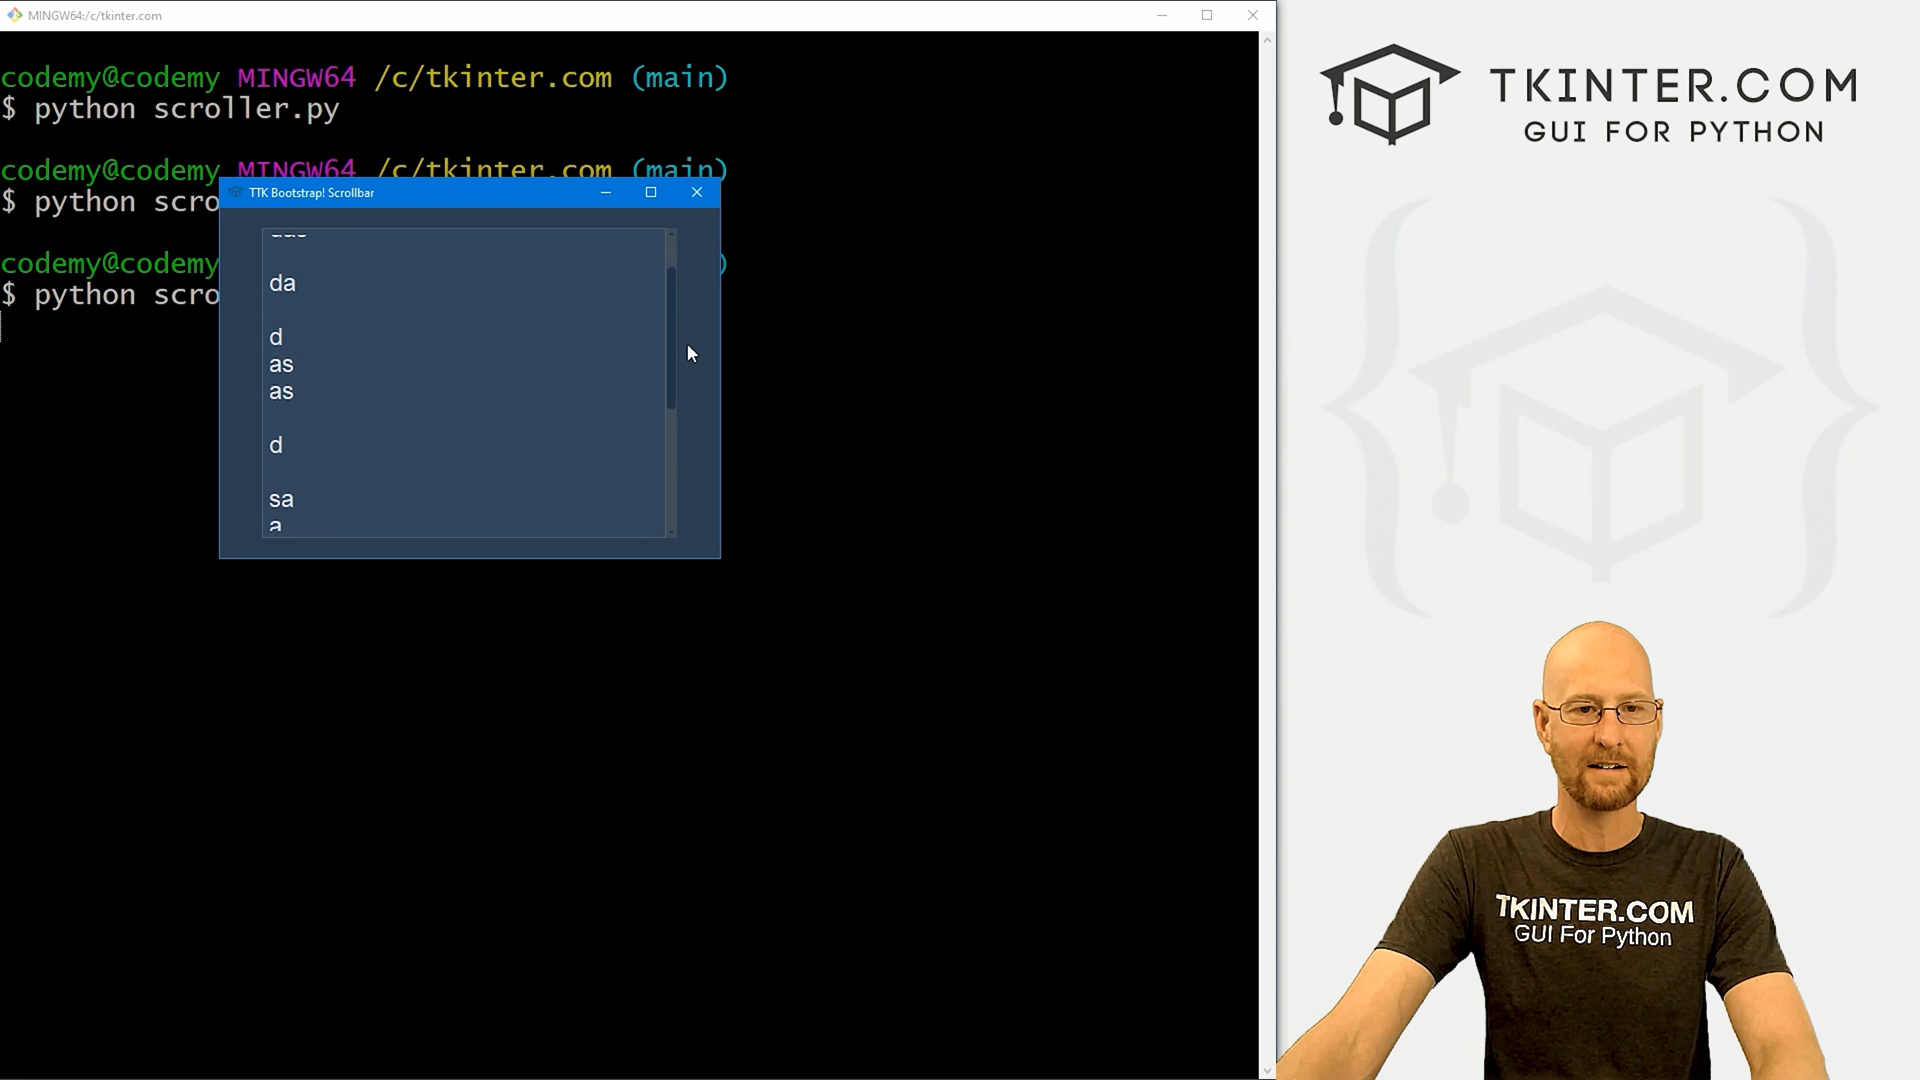 MINGW64:/c/tkinter.com
codemy@codemy MINGW64 /c/tkinter.com (main)
$ python scroller.py
codemy@codemy MINGW64 /c/tkinter.com (main)
$ python scro
TTK Bootstrap! Scrollbar
codemy@codemy )
$ python scro
da
d
as
as
d
sa
a
TKINTER.COM
GUI FOR PYTHON
TKINTER.COM
GUI For Python